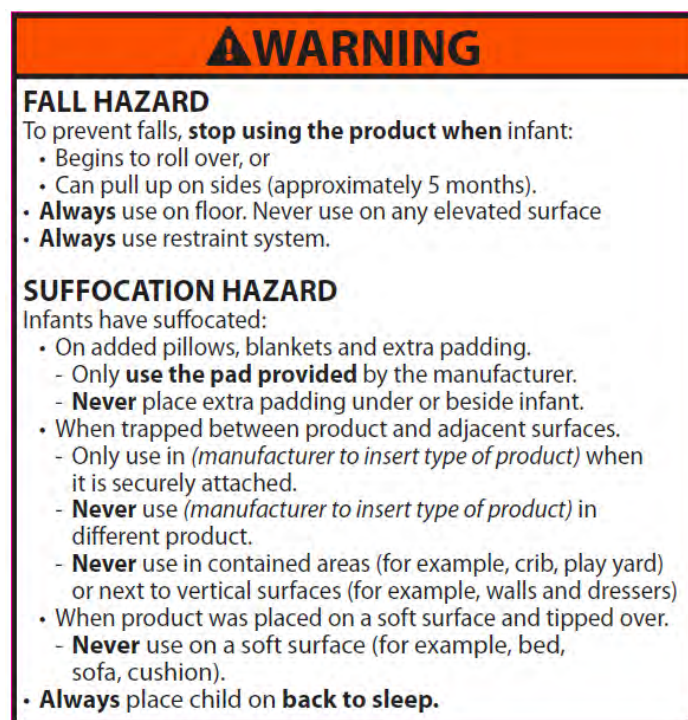 WARNING
FALL HAZARD
To prevent falls, stop using the product when infant:
• Begins to roll over, or
• Can pull up on sides (approximately 5 months).
• Always use on floor. Never use on any elevated surface
• Always use restraint system.
SUFFOCATION HAZARD
Infants have suffocated:
• On added pillows, blankets and extra padding.
- Only use the pad provided by the manufacturer.
- Never place extra padding under or beside infant.
• When trapped between product and adjacent surfaces.
- Only use in (manufacturer to insert type of product) when
it is securely attached.
- Never use (manufacturer to insert type of product) in
different product.
- Never use in contained areas (for example, crib, play yard)
or next to vertical surfaces (for example, walls and dressers)
• When product was placed on a soft surface and tipped over.
- Never use on a soft surface (for example, bed,
sofa, cushion).
• Always place child on back to sleep.